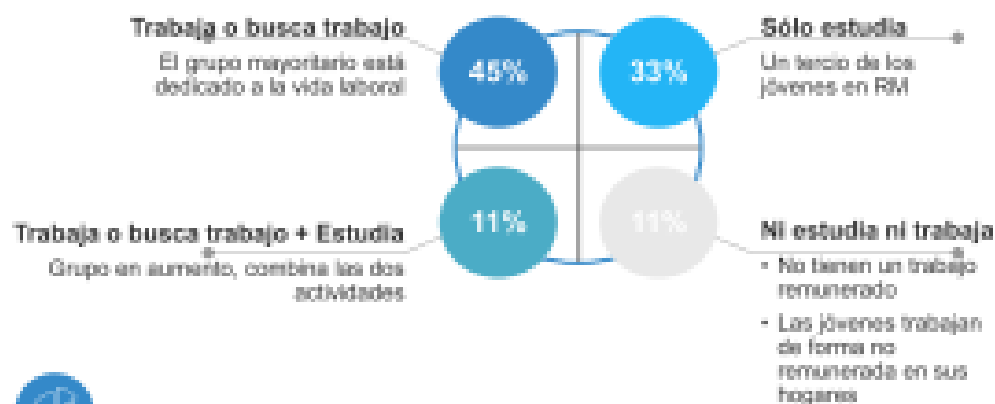 Trabaja o busca trabajo
El grupo mayoritario está
dedicado a la vida laboral
45%
33%
Sólo estudia
Un tercio de los
jóvenes en RM
Trabaja o busca trabajo + Estudia
Grupo en aumento, combina las dos
actividades
11%
11%
Ni estudia ni trabaja
• No tienen un trabajo
remunerado
• Las jóvenes trabajan
de forma no
remunerada en sus
hogares